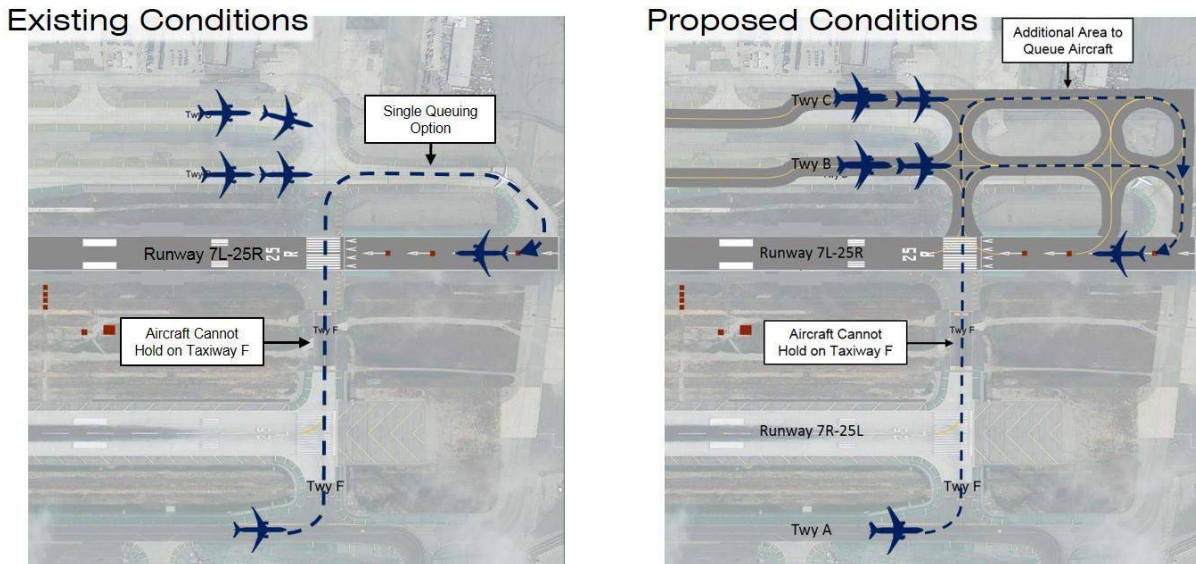 Existing Conditions
Single Queuing
Option
Runway 7L-25R
25
R
Aircraft Cannot
Hold on Taxiway F
Twy F
25
Twy F
Proposed Conditions
Additional Area to
Queue Aircraft
Twy C
Twy B
Runway 7L-25R
25
R
Aircraft Cannot
Hold on Taxiway F
Twy F
Runway 7R-25L
Twy F
Twy A